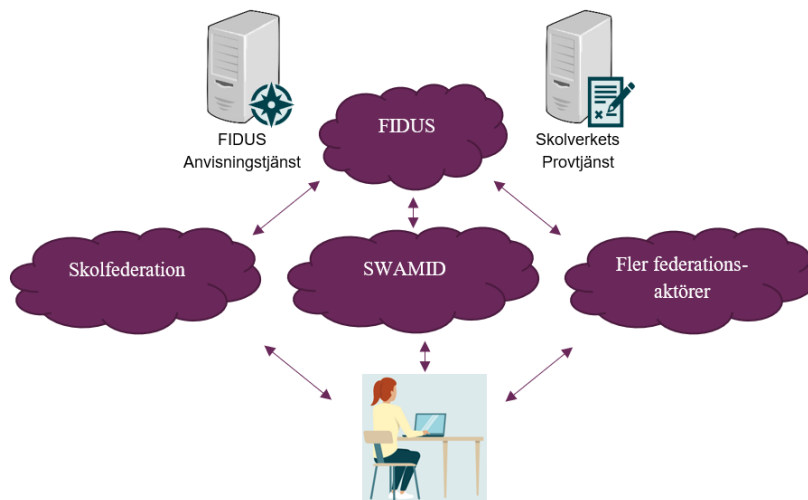 FIDUS
FIDUS
Anvisningstjänst
Skolverkets
Provtjänst
Skolfederation
SWAMID
Fler federations-
aktörer